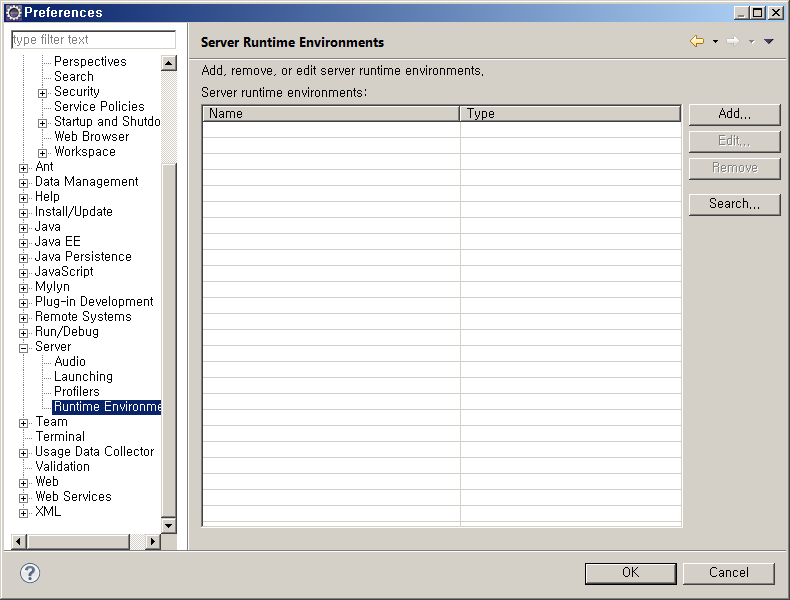 Preferences
type filter text
Perspectives
Search
Security
Service Policies
Startup and Shutdo
Web Browser
Workspace
Ant
Data Management
Help
Install/Update
Java
Java EE
Java Persistence
JavaScript
Mylyn
Plug-in Development
Remote Systems
Run/Debug
Server
Audio
Launching
Profilers
Runtime Environme
Team
Terminal
Usage Data Collector
Validation
Web
Web Services
XML
Server Runtime Environments
Add, remove, or edit server runtime environments.
Server runtime environments:
Name Type
Add...
Edit...
Remove
Search...
?
OK Cancel